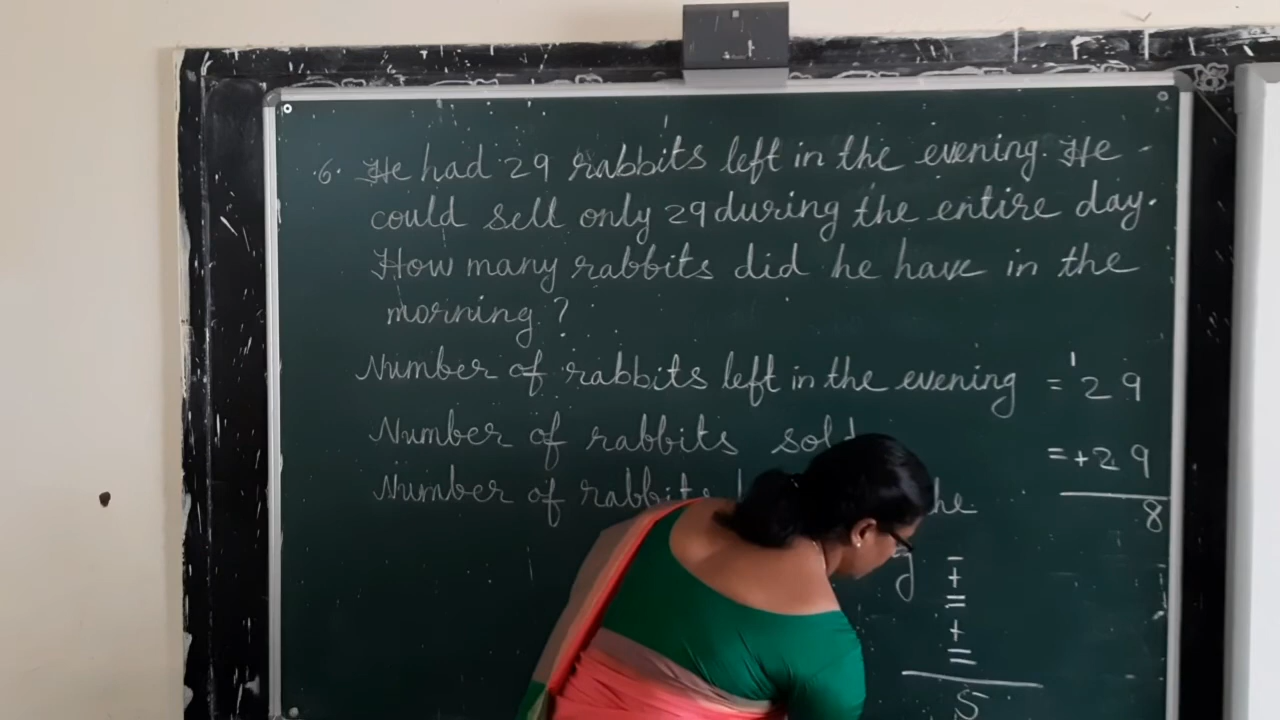 6. He had 29 rabbits left in the evening. He
could sell only 29 during the entire day.
How many rabbits did he have in the
morning?
1
Number of rabbits left in the evening = 29
Number of rabbits sold = +29
Number of rabbits he
8
+
=
+
=
5